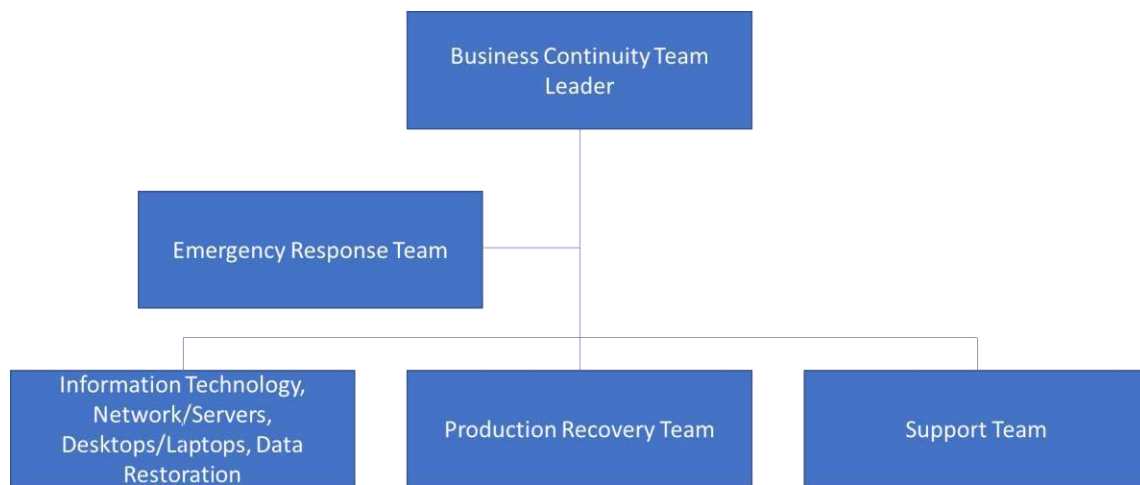 Business Continuity Team
Leader
Emergency Response Team
Information Technology,
Network/Servers,
Desktops/Laptops, Data
Restoration
Production Recovery Team
Support Team